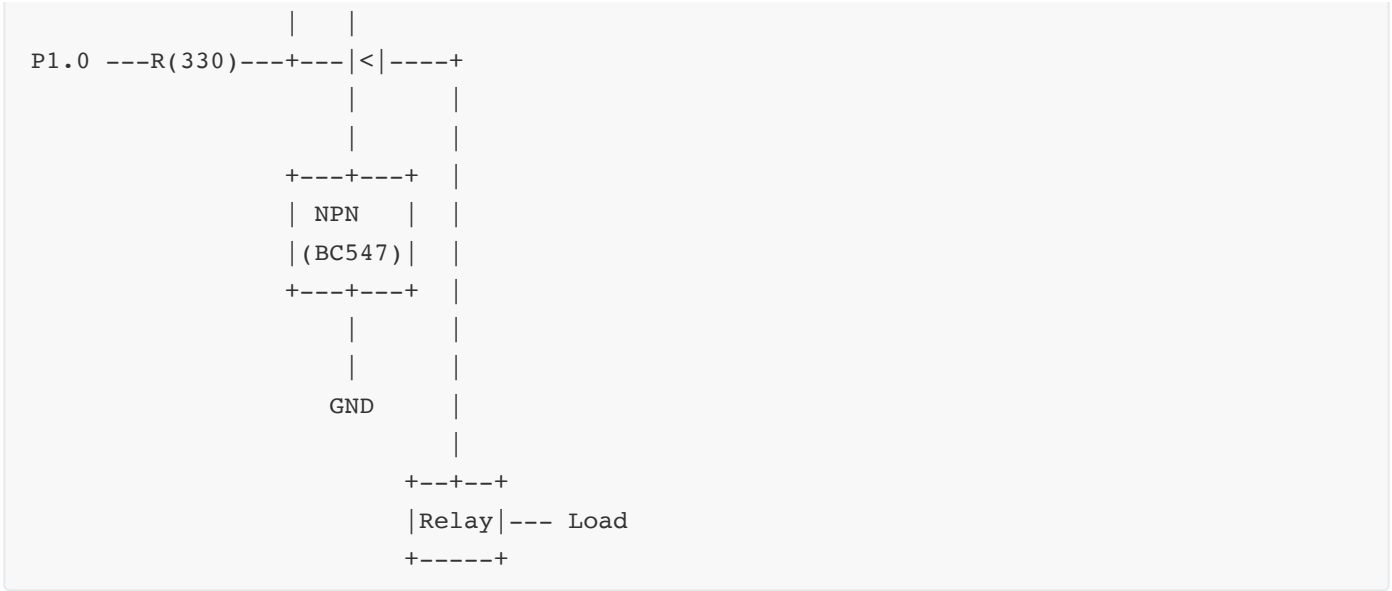 |  |
P1.0 ---R(330)---+---|<|----+
|      |
|      |
+---+---+  |
| NPN   |  |
|(BC547)|  |
+---+---+  |
|      |
|      |
GND     |
|
+--+--+
|Relay|--- Load
+-----+